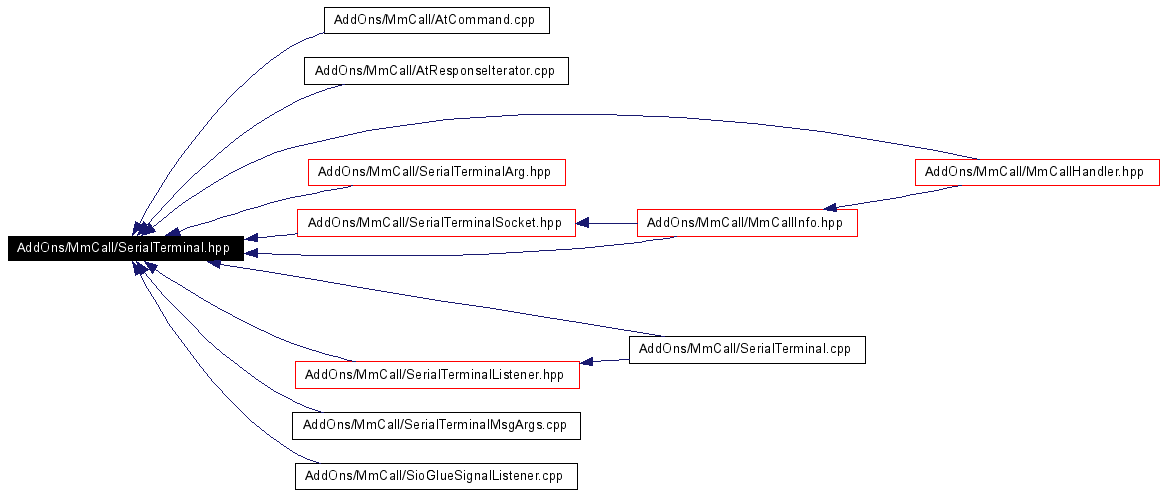 AddOns/MmCall/AtCommand.cpp
AddOns/MmCall/AtResponseIterator.cpp
AddOns/MmCall/SerialTerminalArg.hpp
AddOns/MmCall/MmCallHandler.hpp
AddOns/MmCall/SerialTerminalSocket.hpp
AddOns/MmCall/MmCallInfo.hpp
AddOns/MmCall/SerialTerminal.hpp
AddOns/MmCall/SerialTerminal.cpp
AddOns/MmCall/SerialTerminalListener.hpp
AddOns/MmCall/SerialTerminalMsgArgs.cpp
AddOns/MmCall/SioGlueSignalListener.cpp